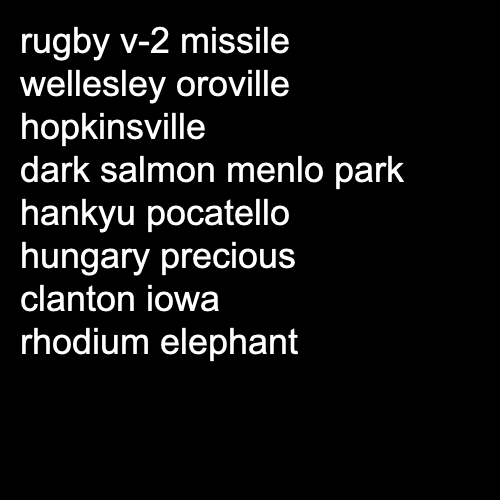 rugby v-2 missile
wellesley oroville
hopkinsville
dark salmon menlo park
hankyu pocatello
hungary precious
clanton iowa
rhodium elephant